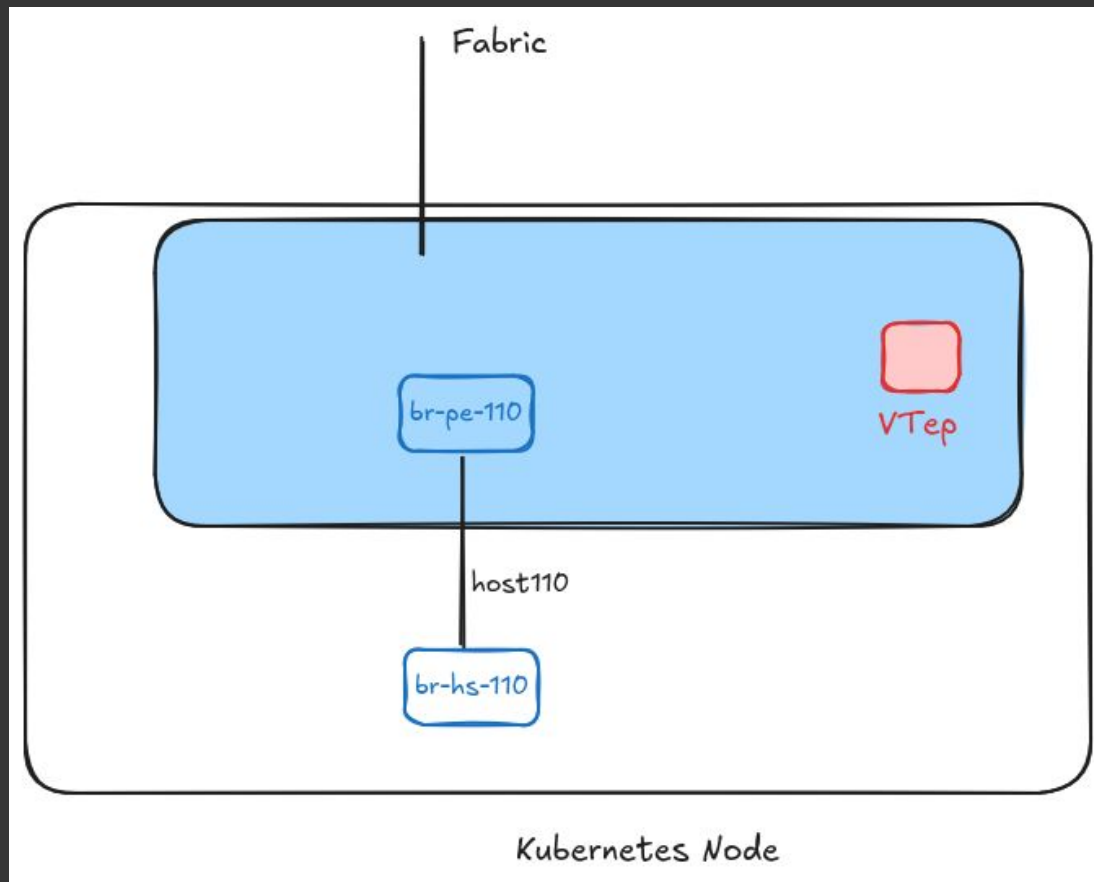 Fabric
br-pe-110
VTep
host110
br-hs-110
Kubernetes Node